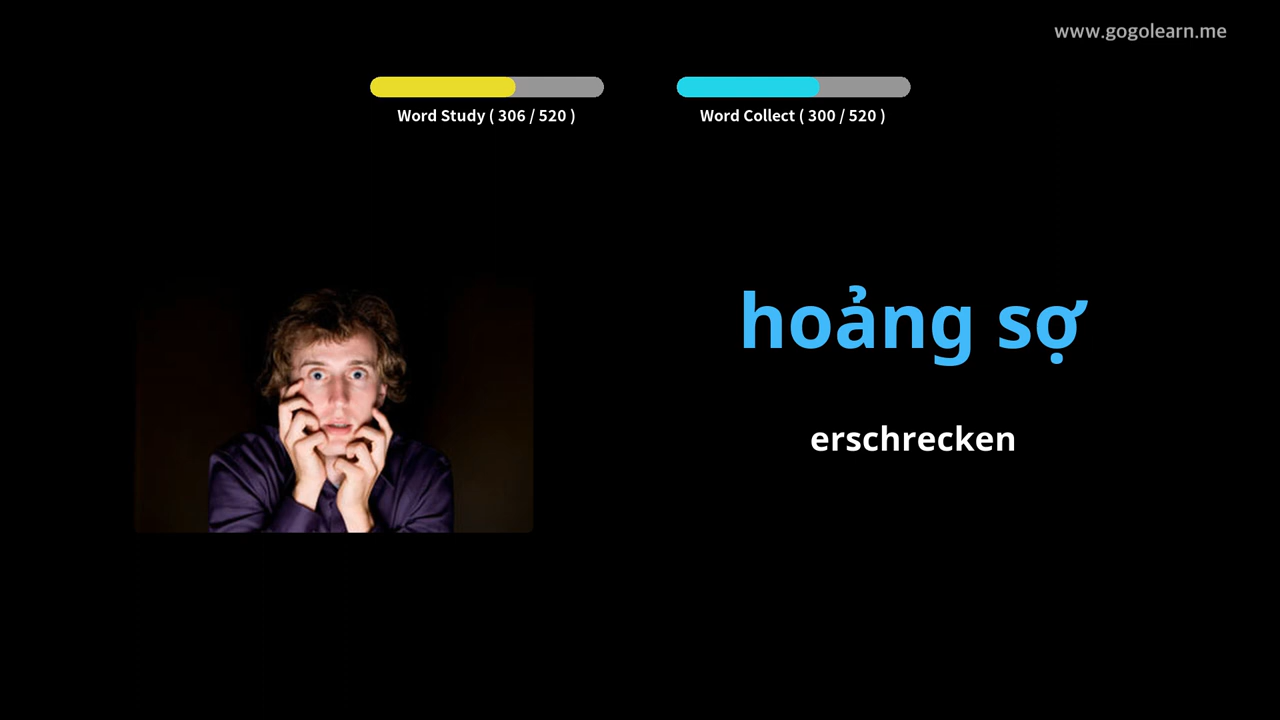 www.gogolearn.me
Word Study ( 306 / 520 )
Word Collect ( 300 / 520 )
hoảng sợ
erschrecken